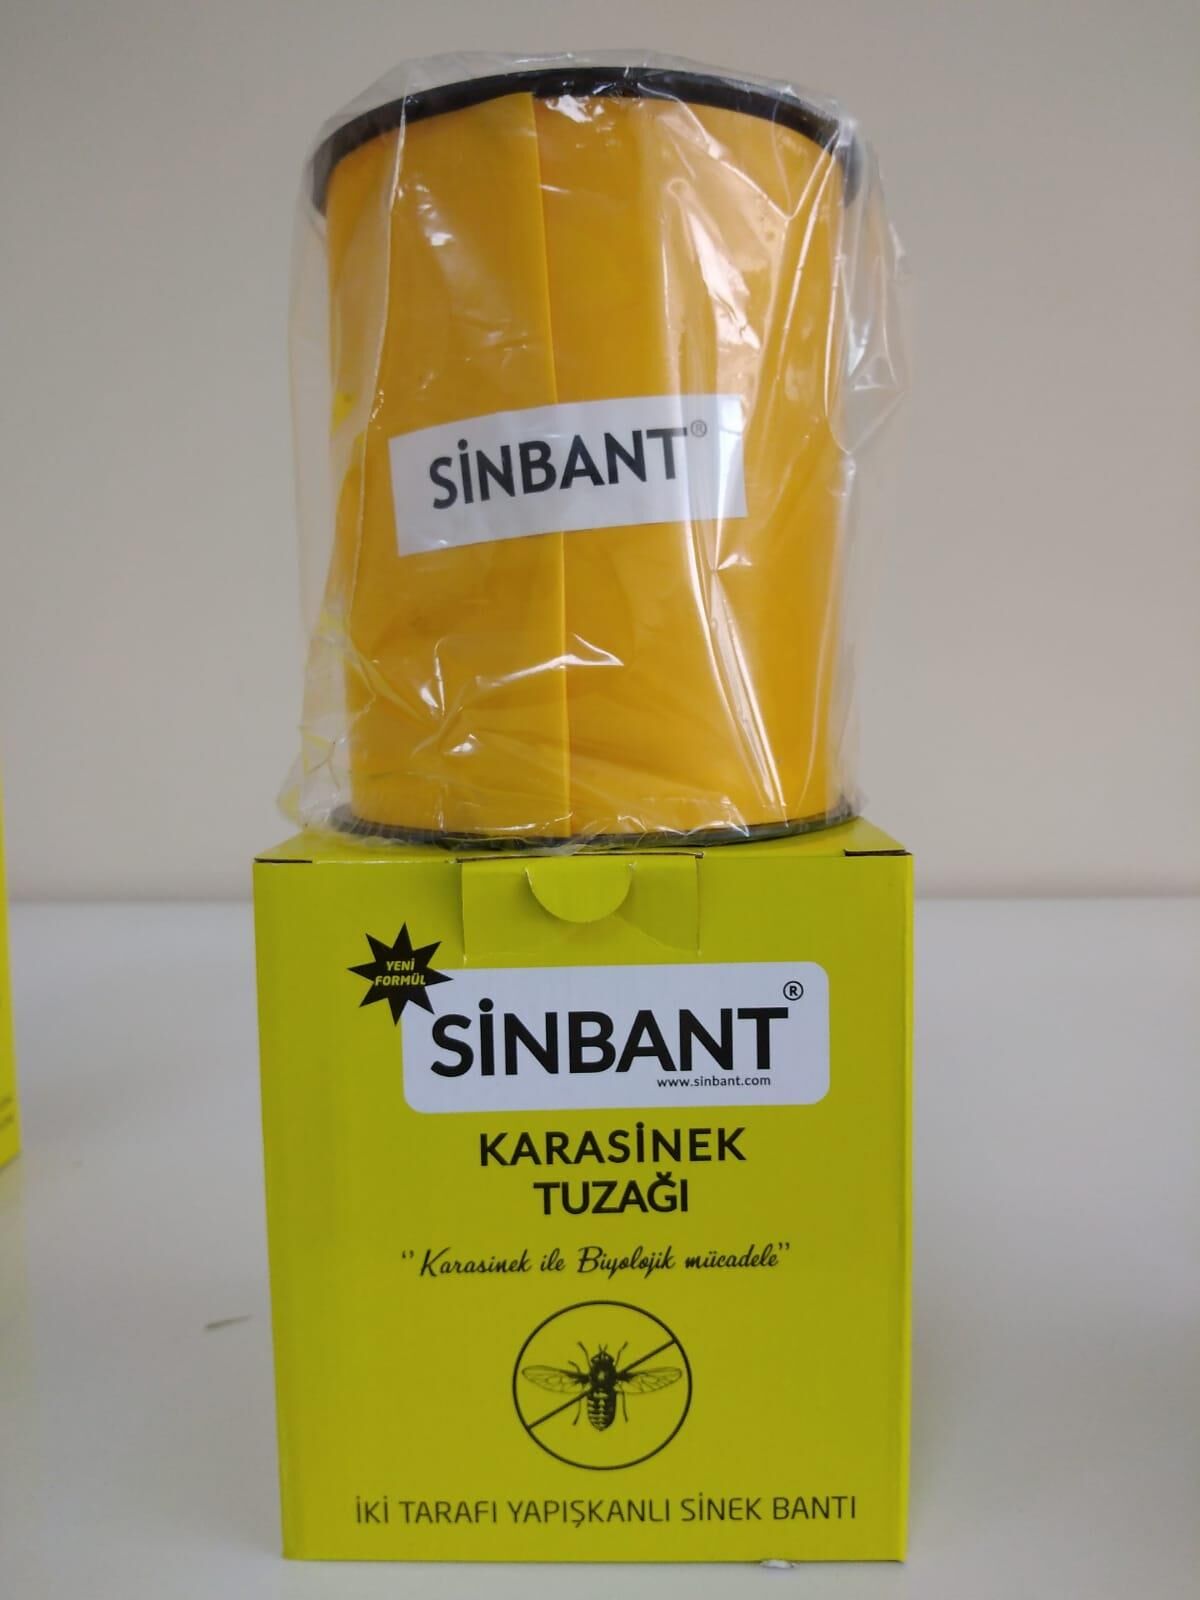 SİNBANT®
YENİ
FORMÜL
SİNBANT®
www.sinbant.com
KARASİNEK
TUZAĞI
‘‘Karasinek ile Biyolojik mücadele’’
İKİ TARAFI YAPIŞKANLI SİNEK BANTI